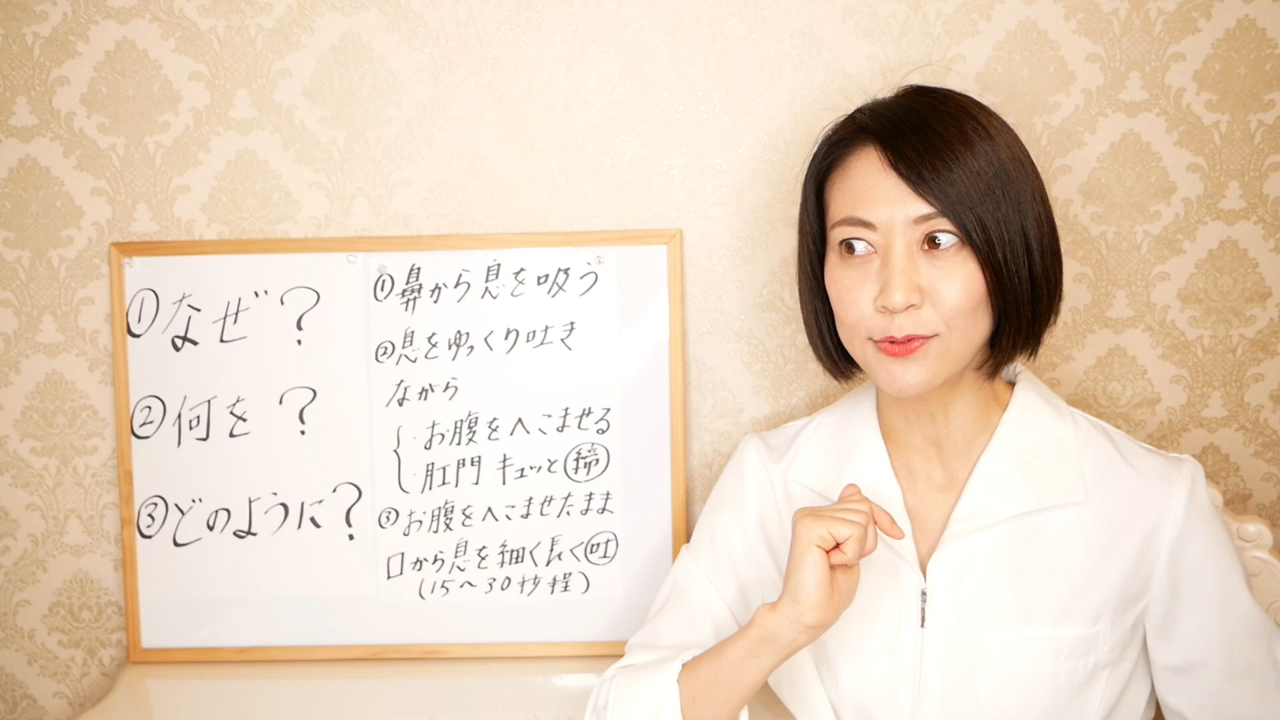 ①なぜ?
②何を?
③どのように?
①鼻から息を吸う
②息をゆっくり吐き
ながら
・お腹をへこませる
・肛門キュッと締
③お腹をへこませたまま
口から息を細く長く吐
(15〜30秒程)